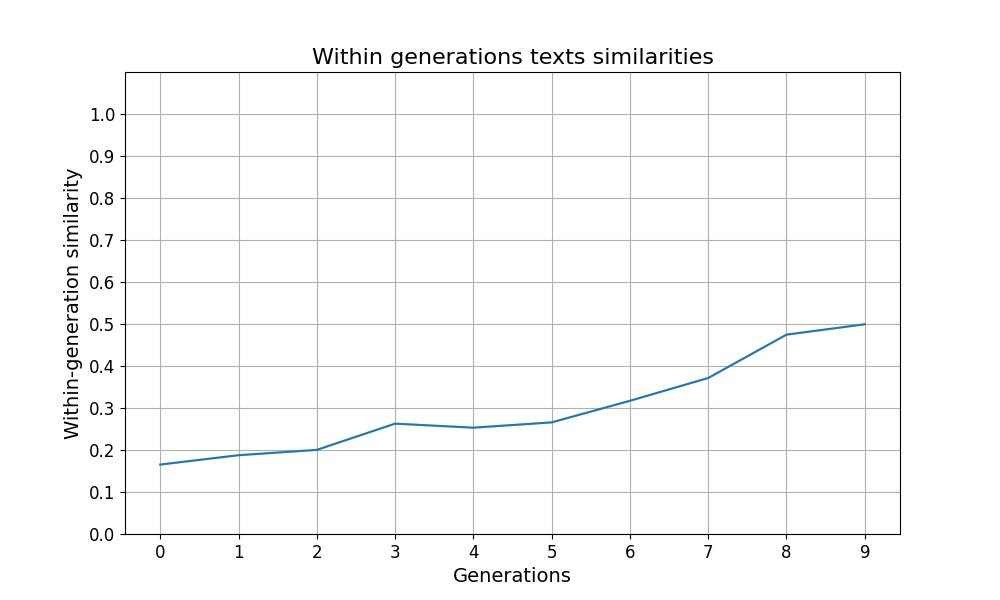 Within generations texts similarities
Within-generation similarity
1.0
0.9
0.8
0.7
0.6
0.5
0.4
0.3
0.2
0.1
0.0
0 1 2 3 4 5 6 7 8 9
Generations